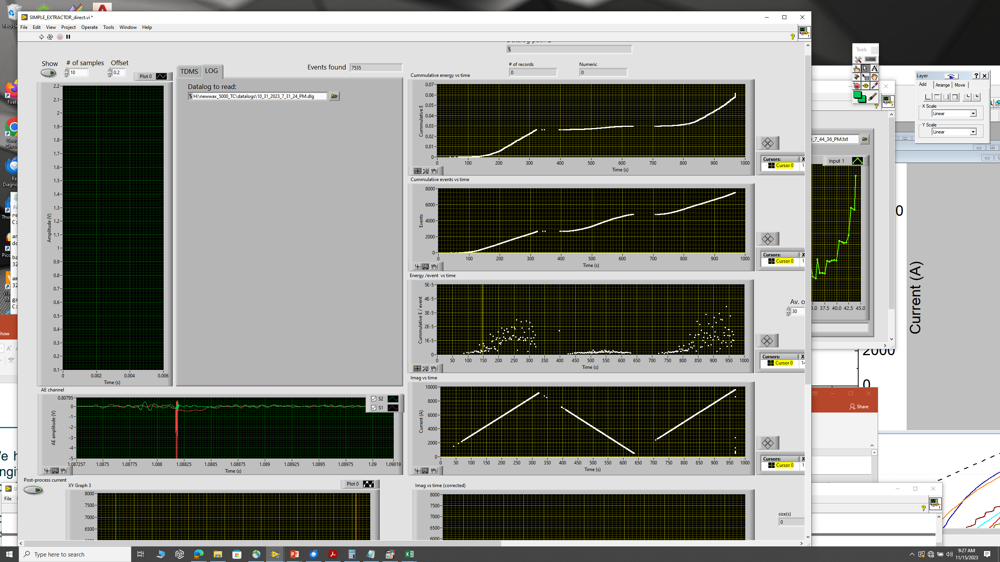 SIMPLE_EXTRACTOR_direct.vi *
File Edit View Project Operate Tools Window Help
Show
# of samples
10
Offset
0.2
Plot 0
TDMS
LOG
Events found
7535
Datalog to read:
H:\newwax_5000_TC\datalogs\10_31_2023_7_31_24_PM.dlg
# of records
0
Numeric
0
2.2
2.1
2
1.9
1.8
1.7
1.6
1.5
1.4
1.3
1.2
1.1
1
0.9
0.8
0.7
0.6
0.5
0.4
0.3
0.2
0.1
Amplitude (V)
0 0.002 0.004 0.006
Time (s)
Cummulative energy vs time
0.07
0.06
0.05
0.04
0.03
0.02
0.01
0
Cummulative E
0 100 200 300 400 500 600 700 800 900 1000
Time (s)
Cursors: X
Cursor 0 1
Cummulative events vs time
8000
6000
4000
2000
0
Events
0 100 200 300 400 500 600 700 800 900 1000
Time (s)
Cursors: X
Cursor 0 1
Energy /event vs time
5E-5
4E-5
3E-5
2E-5
1E-5
0
Cummulative E / event
0 50 100 150 200 250 300 350 400 450 500 550 600 650 700 750 800 850 900 950 1000
Time (s)
Av. o
30
Cursors: X
Cursor 0 14
Imag vs time
10000
8000
6000
4000
2000
0
Current (A)
0 50 100 150 200 250 300 350 400 450 500 550 600 650 700 750 800 850 900 950 1000
Time (s)
Cursors: X
Cursor 0 1
AE channel
0.80795
0
-1
-2
-3
-4
-5
AE amplitude (V)
S2
S1
1.087257 1.0875 1.08775 1.088 1.08825 1.0885 1.08875 1.089 1.08925 1.0895 1.08975 1.09 1.09019
Time (s)
Post-process current
XY Graph 3
Plot 0
8000
7500
7000
6500
Imag vs time (corrected)
8000
7500
7000
6500
6000
size(s)
0
Tools
Layer
Add Arrange Move
X Scale
Linear
Y Scale
Linear
_7_44_36_PM.txt
Input 1
5.0 37.5 40.0 42.5 45.0
Current (A)
0
2000
0
Share
File
Show
Type here to search
9:27 AM
11/15/2023